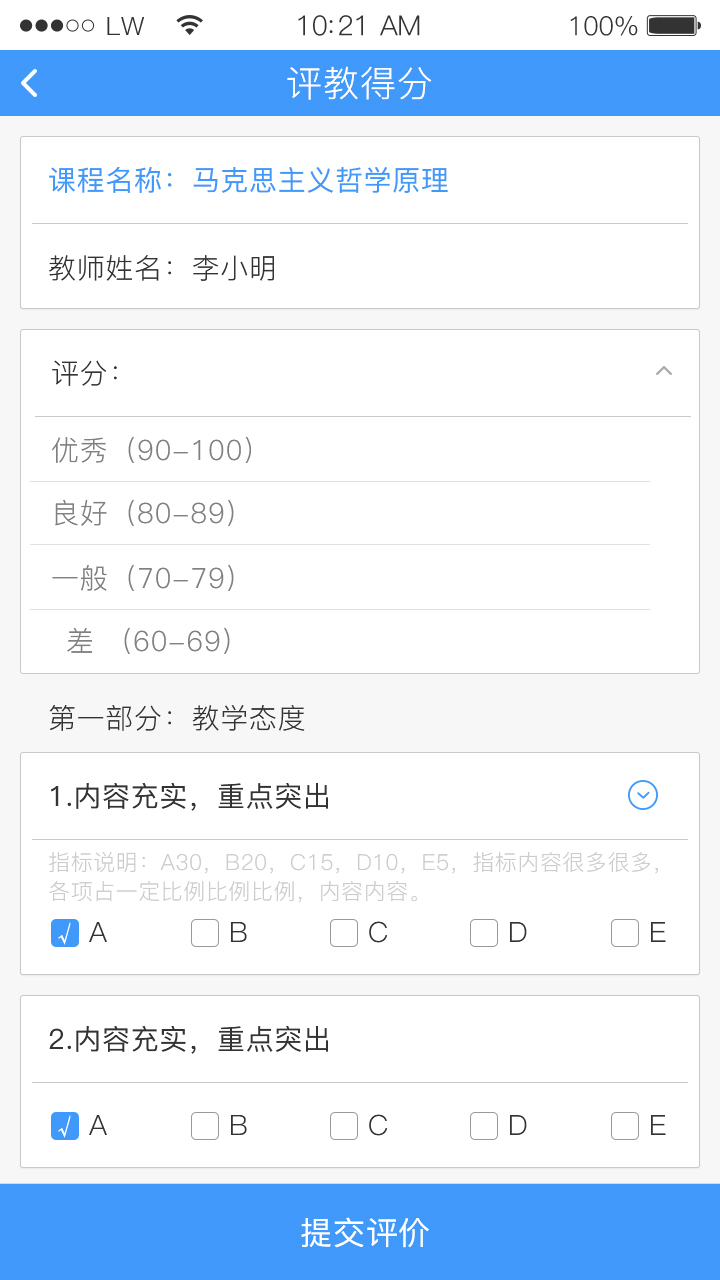 LW 10:21 AM 100%
评教得分
课程名称：马克思主义哲学原理
教师姓名：李小明
评分：
优秀（90-100）
良好（80-89）
一般（70-79）
差（60-69）
第一部分：教学态度
1.内容充实，重点突出
指标说明：A30，B20，C15，D10，E5，指标内容很多很多，
各项占一定比例比例比例，内容内容。
√ A B C D E
2.内容充实，重点突出
√ A B C D E
提交评价